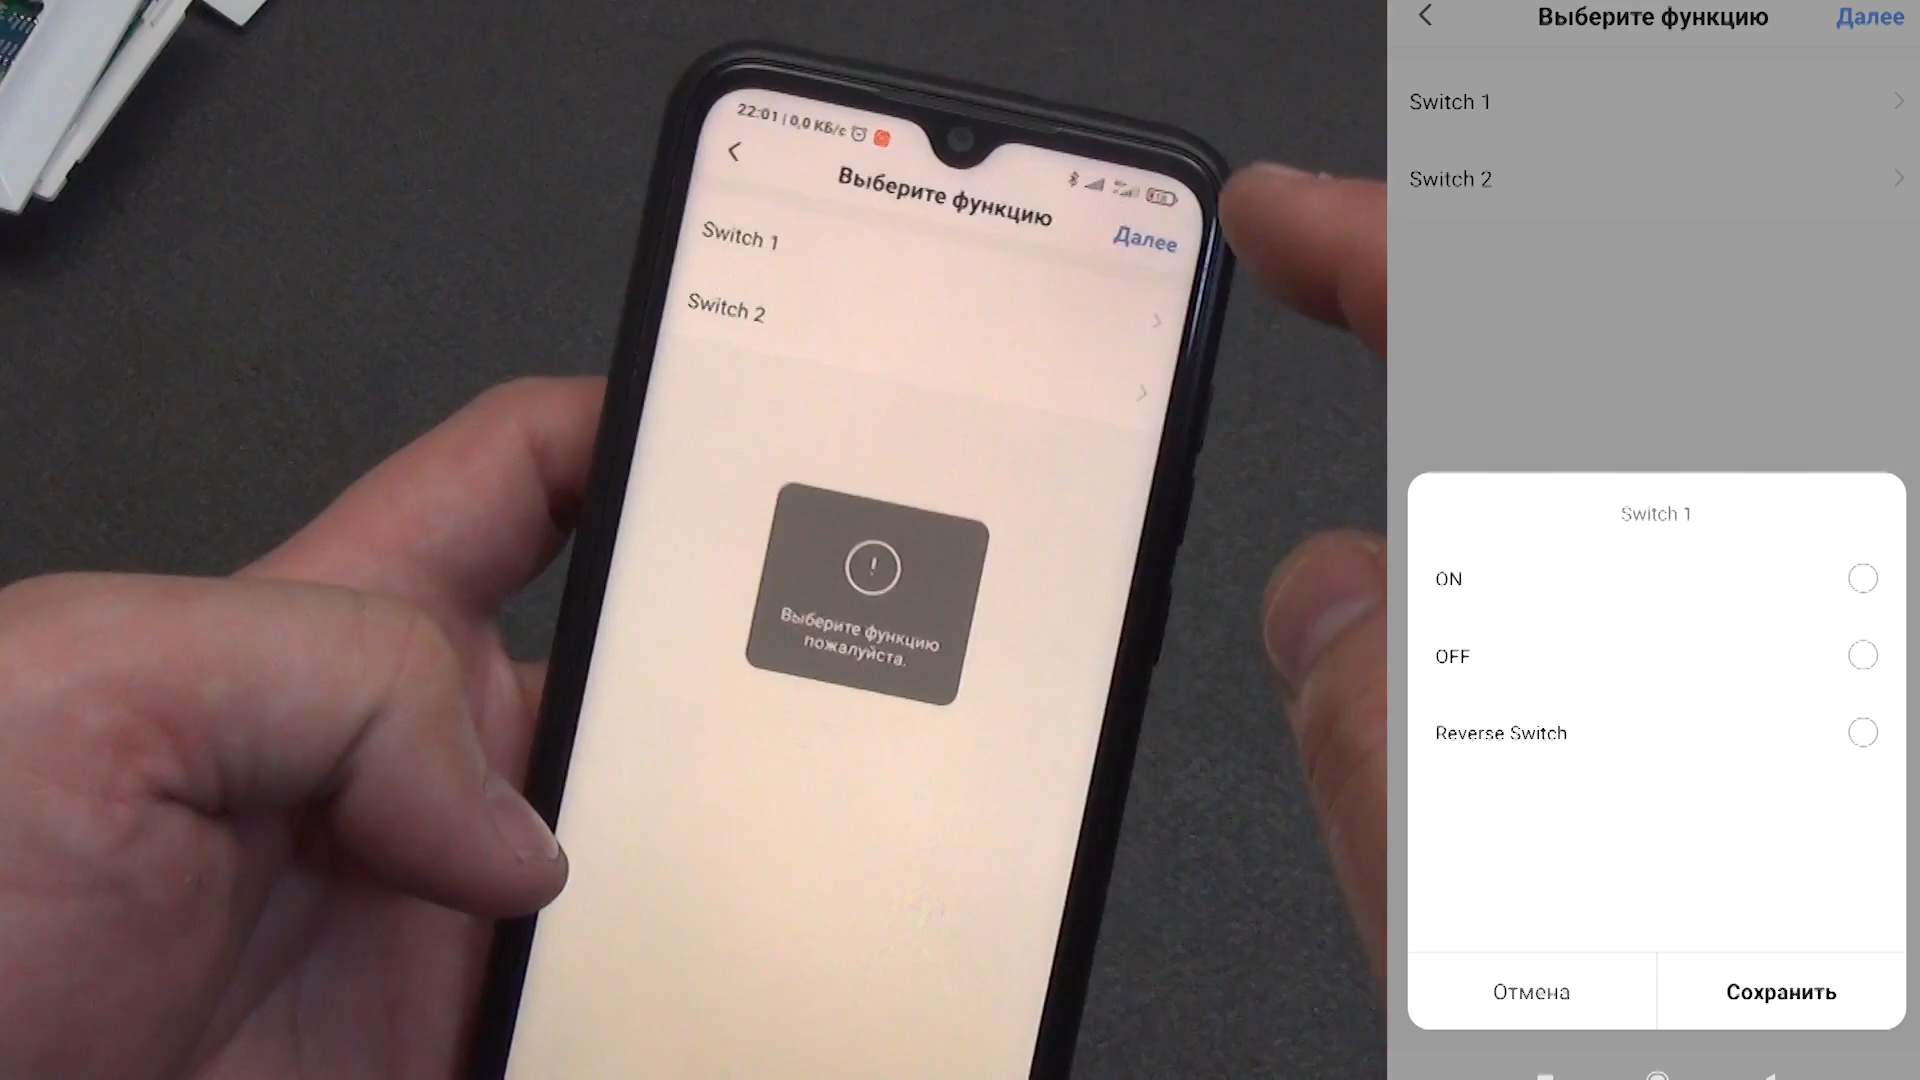 22:01 | 0,0 КБ/с
Выберите функцию
Далее
Switch 1
Switch 2
Выберите функцию
пожалуйста.
Выберите функцию
Далее
Switch 1
Switch 2
Switch 1
ON
OFF
Reverse Switch
Отмена
Сохранить